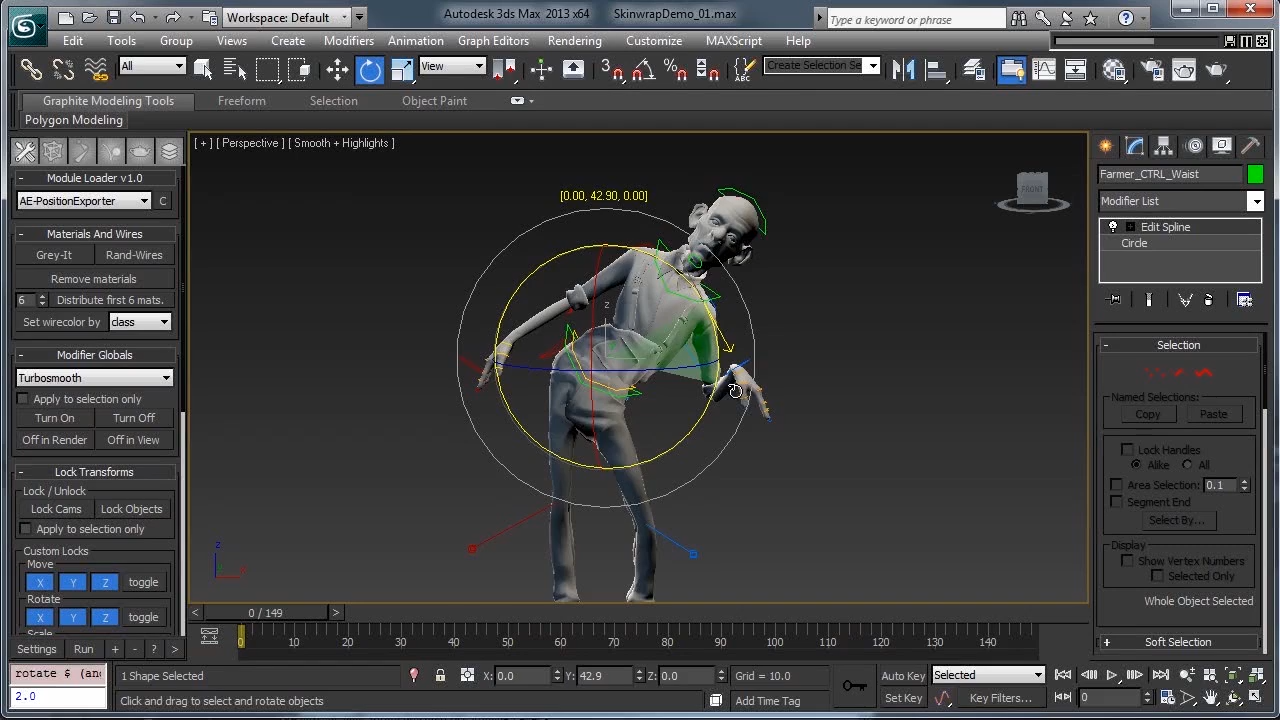 Workspace: Default
Autodesk 3ds Max 2013 x64 SkinwrapDemo_01.max
Type a keyword or phrase
Edit Tools Group Views Create Modifiers Animation Graph Editors Rendering Customize MAXScript Help
All View Create Selection Se
Graphite Modeling Tools Freeform Selection Object Paint
Polygon Modeling
[ + ] [ Perspective ] [ Smooth + Highlights ]
[0.00, 42.90, 0.00]
FRONT
z
- Module Loader v1.0
AE-PositionExporter C
- Materials And Wires
Grey-It Rand-Wires
Remove materials
6 Distribute first 6 mats.
Set wirecolor by class
- Modifier Globals
Turbosmooth
Apply to selection only
Turn On Turn Off
Off in Render Off in View
- Lock Transforms
Lock / Unlock
Lock Cams Lock Objects
Apply to selection only
Custom Locks
Move
X Y Z toggle
Rotate
X Y Z toggle
Scale
Settings Run + - ? >
z
Farmer_CTRL_Waist
Modifier List
Edit Spline
Circle
- Selection
Named Selections:
Copy Paste
Lock Handles
Alike All
Area Selection: 0.1
Segment End
Select By...
Display
Show Vertex Numbers
Selected Only
Whole Object Selected
+ Soft Selection
< 0 / 149 >
0 10 20 30 40 50 60 70 80 90 100 110 120 130 140
rotate $ (an
2.0
1 Shape Selected
X: 0.0 Y: 42.9 Z: 0.0 Grid = 10.0
Click and drag to select and rotate objects
Add Time Tag
Auto Key Selected
Set Key Key Filters... 0